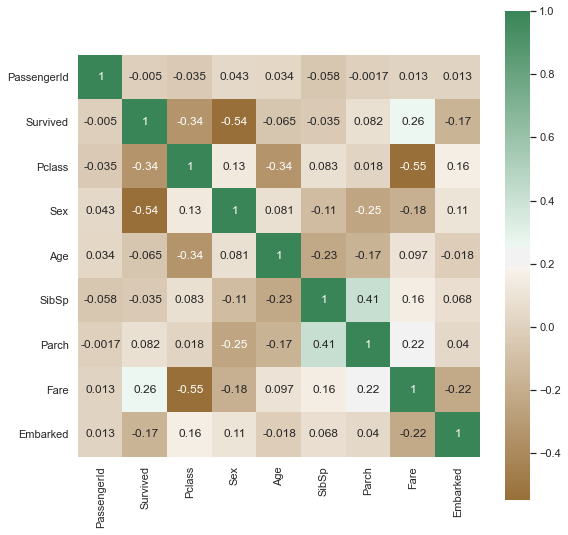 1.0
PassengerId 1 -0.005 -0.035 0.043 0.034 -0.058 -0.0017 0.013 0.013
0.8
Survived -0.005 1 -0.34 -0.54 -0.065 -0.035 0.082 0.26 -0.17
Pclass -0.035 -0.34 1 0.13 -0.34 0.083 0.018 -0.55 0.16
0.6
Sex 0.043 -0.54 0.13 1 0.081 -0.11 -0.25 -0.18 0.11
0.4
Age 0.034 -0.065 -0.34 0.081 1 -0.23 -0.17 0.097 -0.018
0.2
SibSp -0.058 -0.035 0.083 -0.11 -0.23 1 0.41 0.16 0.068
0.0
Parch -0.0017 0.082 0.018 -0.25 -0.17 0.41 1 0.22 0.04
Fare 0.013 0.26 -0.55 -0.18 0.097 0.16 0.22 1 -0.22
-0.2
Embarked 0.013 -0.17 0.16 0.11 -0.018 0.068 0.04 -0.22 1
-0.4
PassengerId
Survived
Pclass
Sex
Age
SibSp
Parch
Fare
Embarked